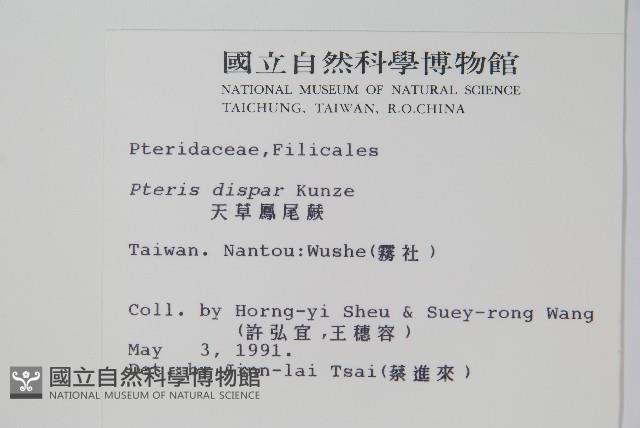 國立自然科學博物館
NATIONAL MUSEUM OF NATURAL SCIENCE
TAICHUNG, TAIWAN, R.O.CHINA
Pteridaceae,Filicales
Pteris dispar Kunze
天草鳳尾蕨
Taiwan. Nantou:Wushe(霧社)
Coll. by Horng-yi Sheu & Suey-rong Wang
(許弘宜,王穗容)
May 3, 1991.
Det. by Jinn-lai Tsai(蔡進來)
國立自然科學博物館
NATIONAL MUSEUM OF NATURAL SCIENCE